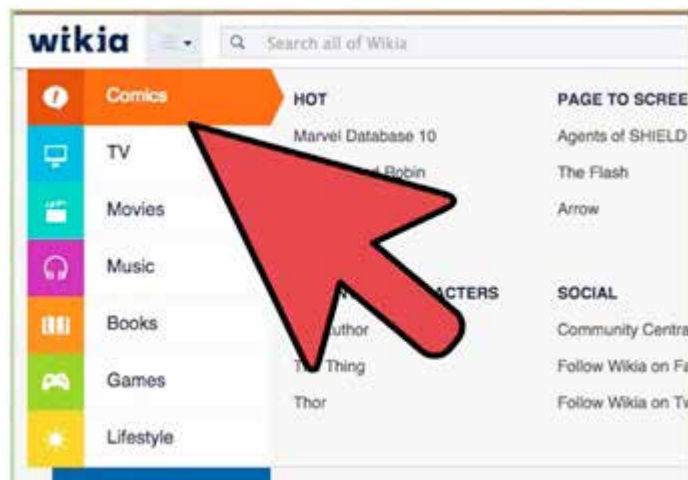 wikia
Search all of Wikia
Comics
TV
Movies
Music
Books
Games
Lifestyle
HOT
Marvel Database 10
Robin
ACTERS
Thing
Thor
PAGE TO SCREE
Agents of SHIELD
The Flash
Arrow
SOCIAL
Community Centra
Follow Wikia on Fa
Follow Wikia on Tw